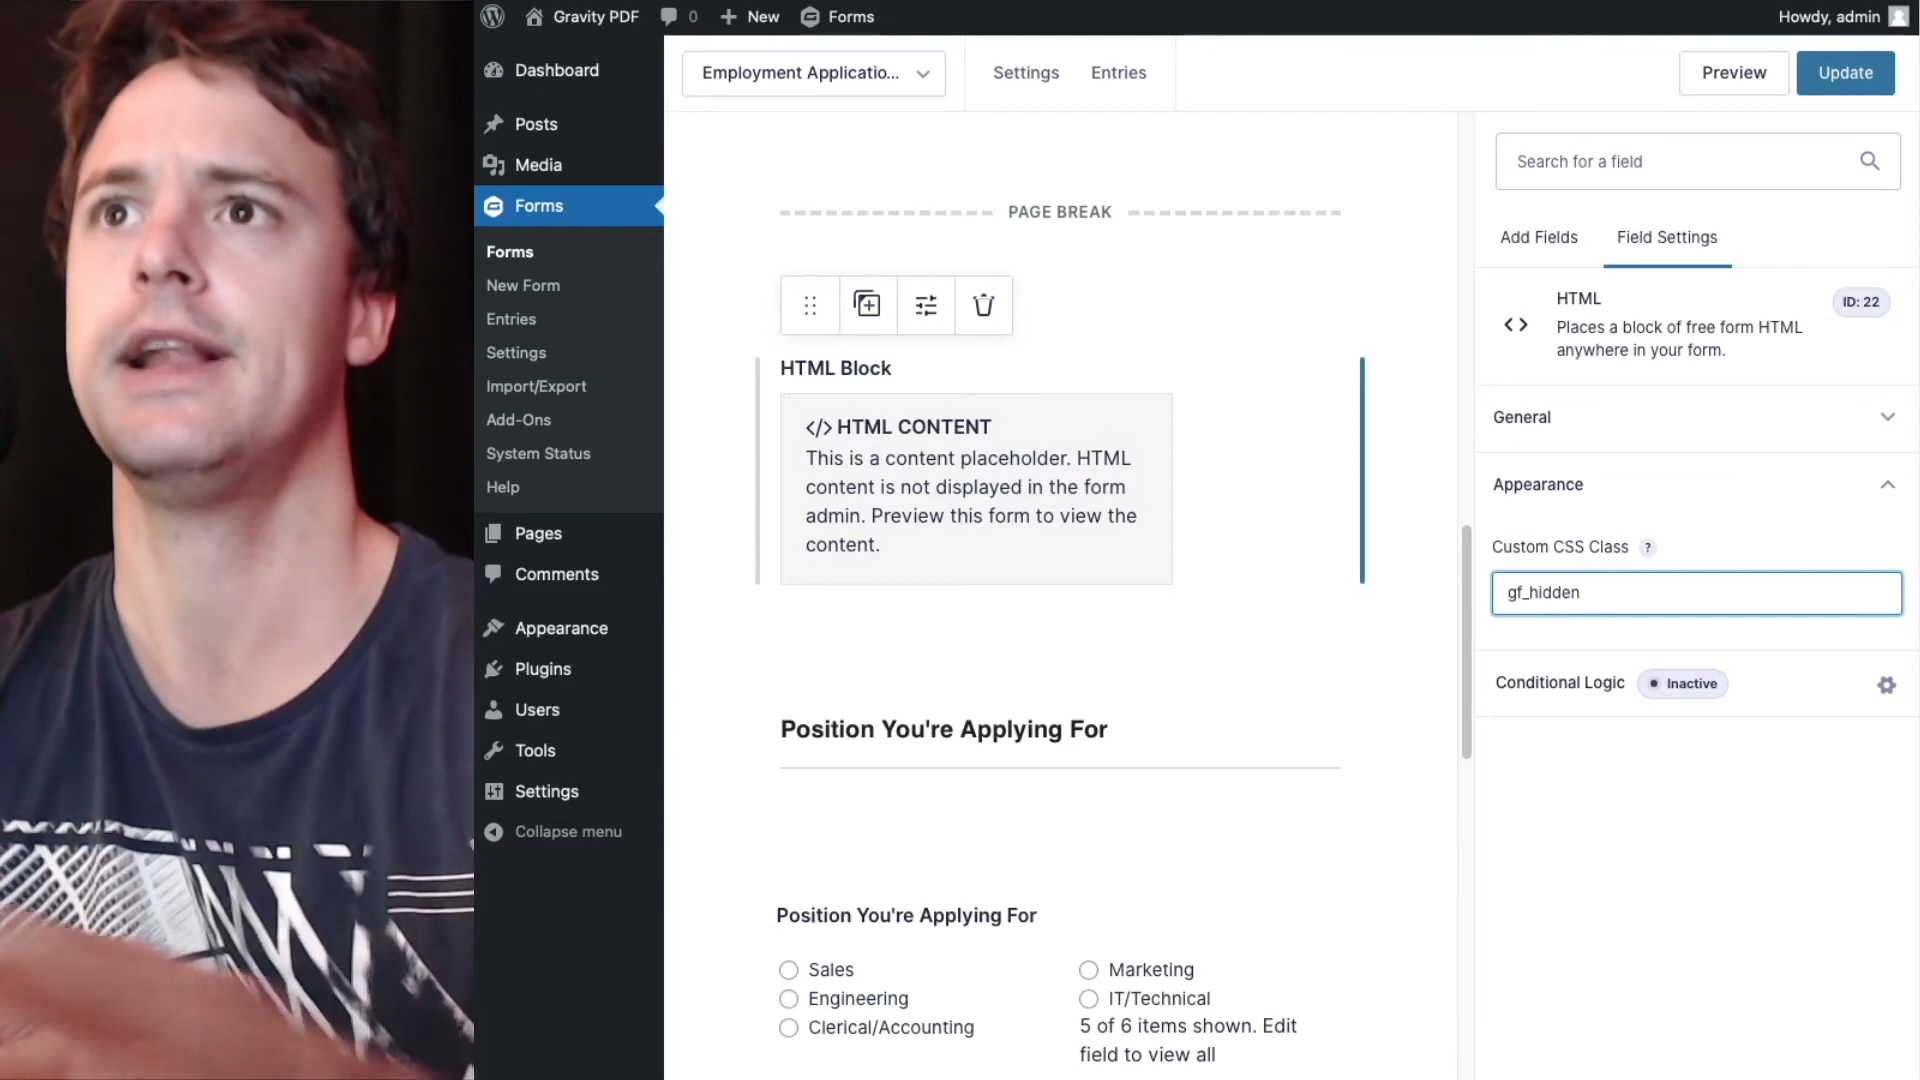 Gravity PDF
0
New
Forms
Howdy, admin
Dashboard
Posts
Media
Forms
Forms
New Form
Entries
Settings
Import/Export
Add-Ons
System Status
Help
Pages
Comments
Appearance
Plugins
Users
Tools
Settings
Collapse menu
Employment Applicatio...
Settings
Entries
Preview
Update
PAGE BREAK
HTML Block
</> HTML CONTENT
This is a content placeholder. HTML
content is not displayed in the form
admin. Preview this form to view the
content.
Position You're Applying For
Position You're Applying For
Sales
Marketing
Engineering
IT/Technical
Clerical/Accounting
5 of 6 items shown. Edit
field to view all
Search for a field
Add Fields
Field Settings
HTML
ID: 22
Places a block of free form HTML
anywhere in your form.
General
Appearance
Custom CSS Class ?
gf_hidden
Conditional Logic
Inactive